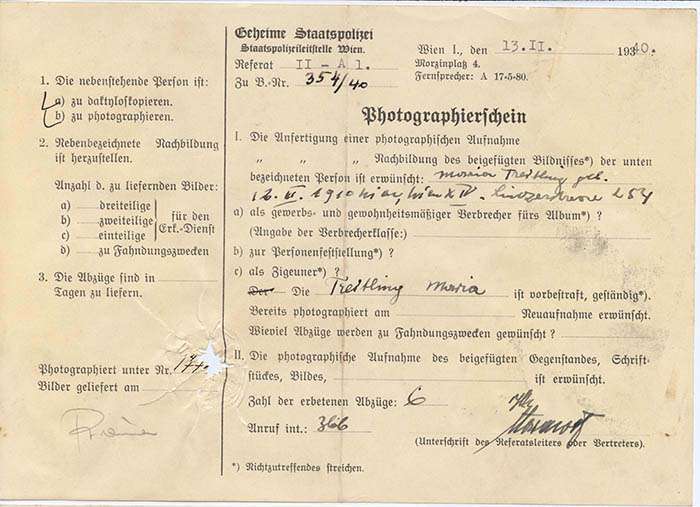 Geheime Staatspolizei
Staatspolizeileitstelle Wien.
Referat II - A 1.
Zu B.-Nr. 354/40
Wien I., den 13.II. 1940.
Morzinplatz 4.
Fernsprecher: A 17-5-80.
1. Die nebenstehende Person ist:
a) zu daktyloskopieren.
b) zu photographieren.
2. Nebenbezeichnete Nachbildung
ist herzustellen.
Anzahl d. zu liefernden Bilder:
a) dreiteilige
b) zweiteilige
c) einteilige
für den
Erk.-Dienst
d) zu Fahndungszwecken
3. Die Abzüge sind in
Tagen zu liefern.
Photographiert unter Nr.
Bilder geliefert am
Photographierschein
I. Die Anfertigung einer photographischen Aufnahme
„ „ „ Nachbildung des beigefügten Bildnisses*) der unten
bezeichneten Person ist erwünscht: Maria Treitling geb.
1910 Wien, Wien XIV. Linzerstrasse 254
a) als gewerbs- und gewohnheitsmäßiger Verbrecher fürs Album*) ?
(Angabe der Verbrecherklasse:)
b) zur Personenfeststellung*) ?
c) als Zigeuner*) ?
Der Die Treitling Maria ist vorbestraft, geständig*).
Bereits photographiert am Neuaufnahme erwünscht.
Wieviel Abzüge werden zu Fahndungszwecken gewünscht ?
II. Die photographische Aufnahme des beigefügten Gegenstandes, Schrift-
stückes, Bildes, ist erwünscht.
Zahl der erbetenen Abzüge: 6
Anruf int.: 366
(Unterschrift des Referatsleiters oder Vertreters).
*) Nichtzutreffendes streichen.